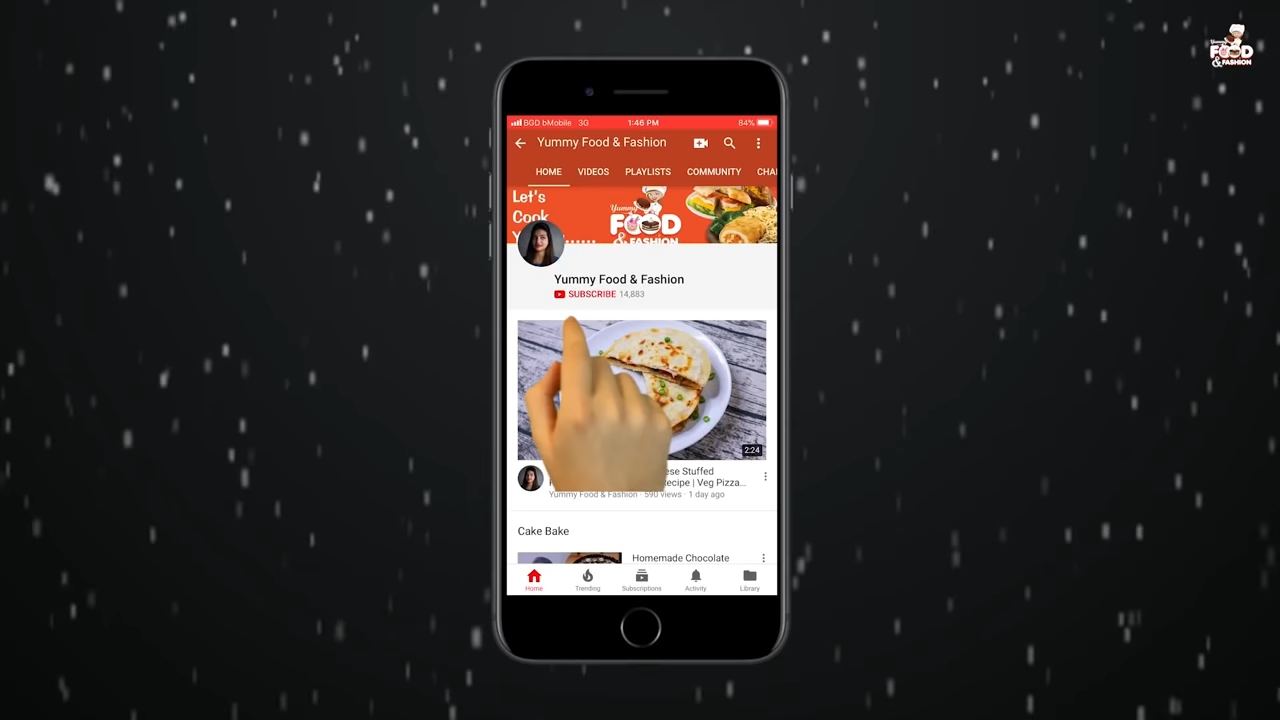 Yummy
FOOD
& FASHION
BGD bMobile 3G 1:46 PM 84%
Yummy Food & Fashion
HOME VIDEOS PLAYLISTS COMMUNITY CHA
Let's
Cook
Yummy
FOOD
& FASHION
Yummy Food & Fashion
SUBSCRIBE 14,883
2:24
ese Stuffed
ecipe | Veg Pizza...
Yummy Food & Fashion · 590 views · 1 day ago
Cake Bake
Homemade Chocolate
Home Trending Subscriptions Activity Library